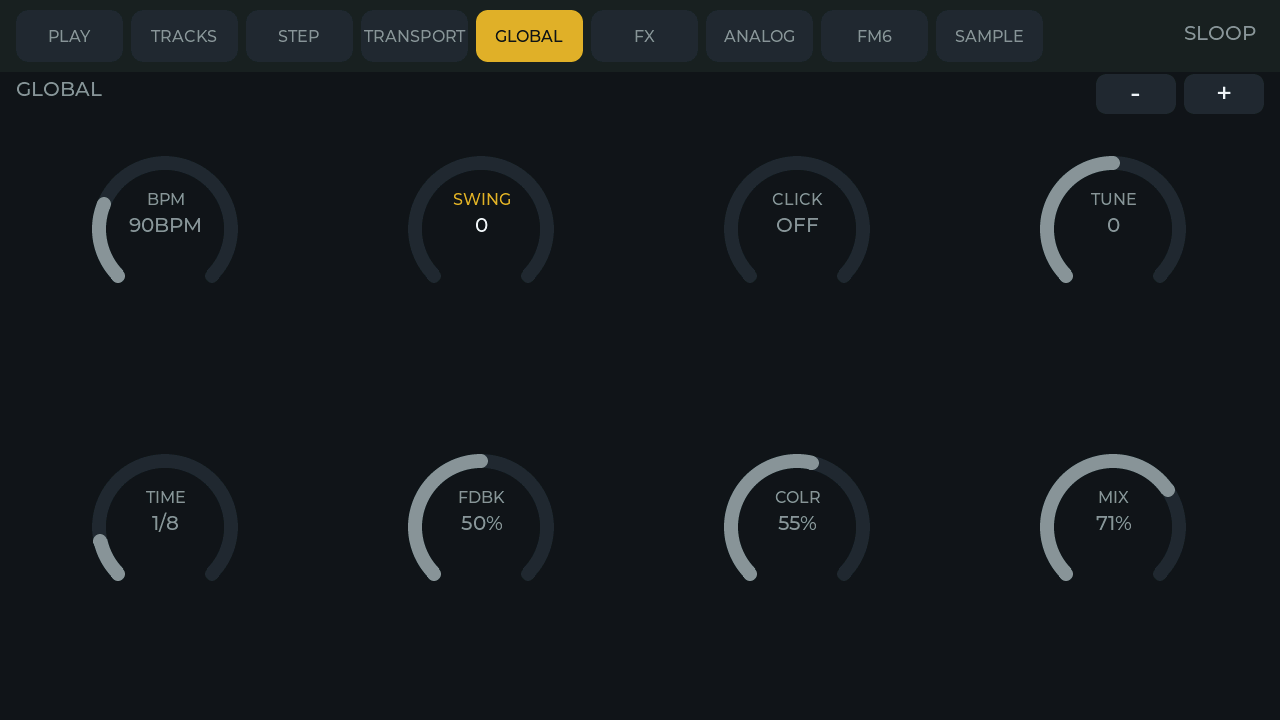 PLAY TRACKS STEP TRANSPORT GLOBAL FX ANALOG FM6 SAMPLE SLOOP
GLOBAL - +
BPM SWING CLICK TUNE
90BPM 0 OFF 0
TIME FDBK COLR MIX
1/8 50% 55% 71%